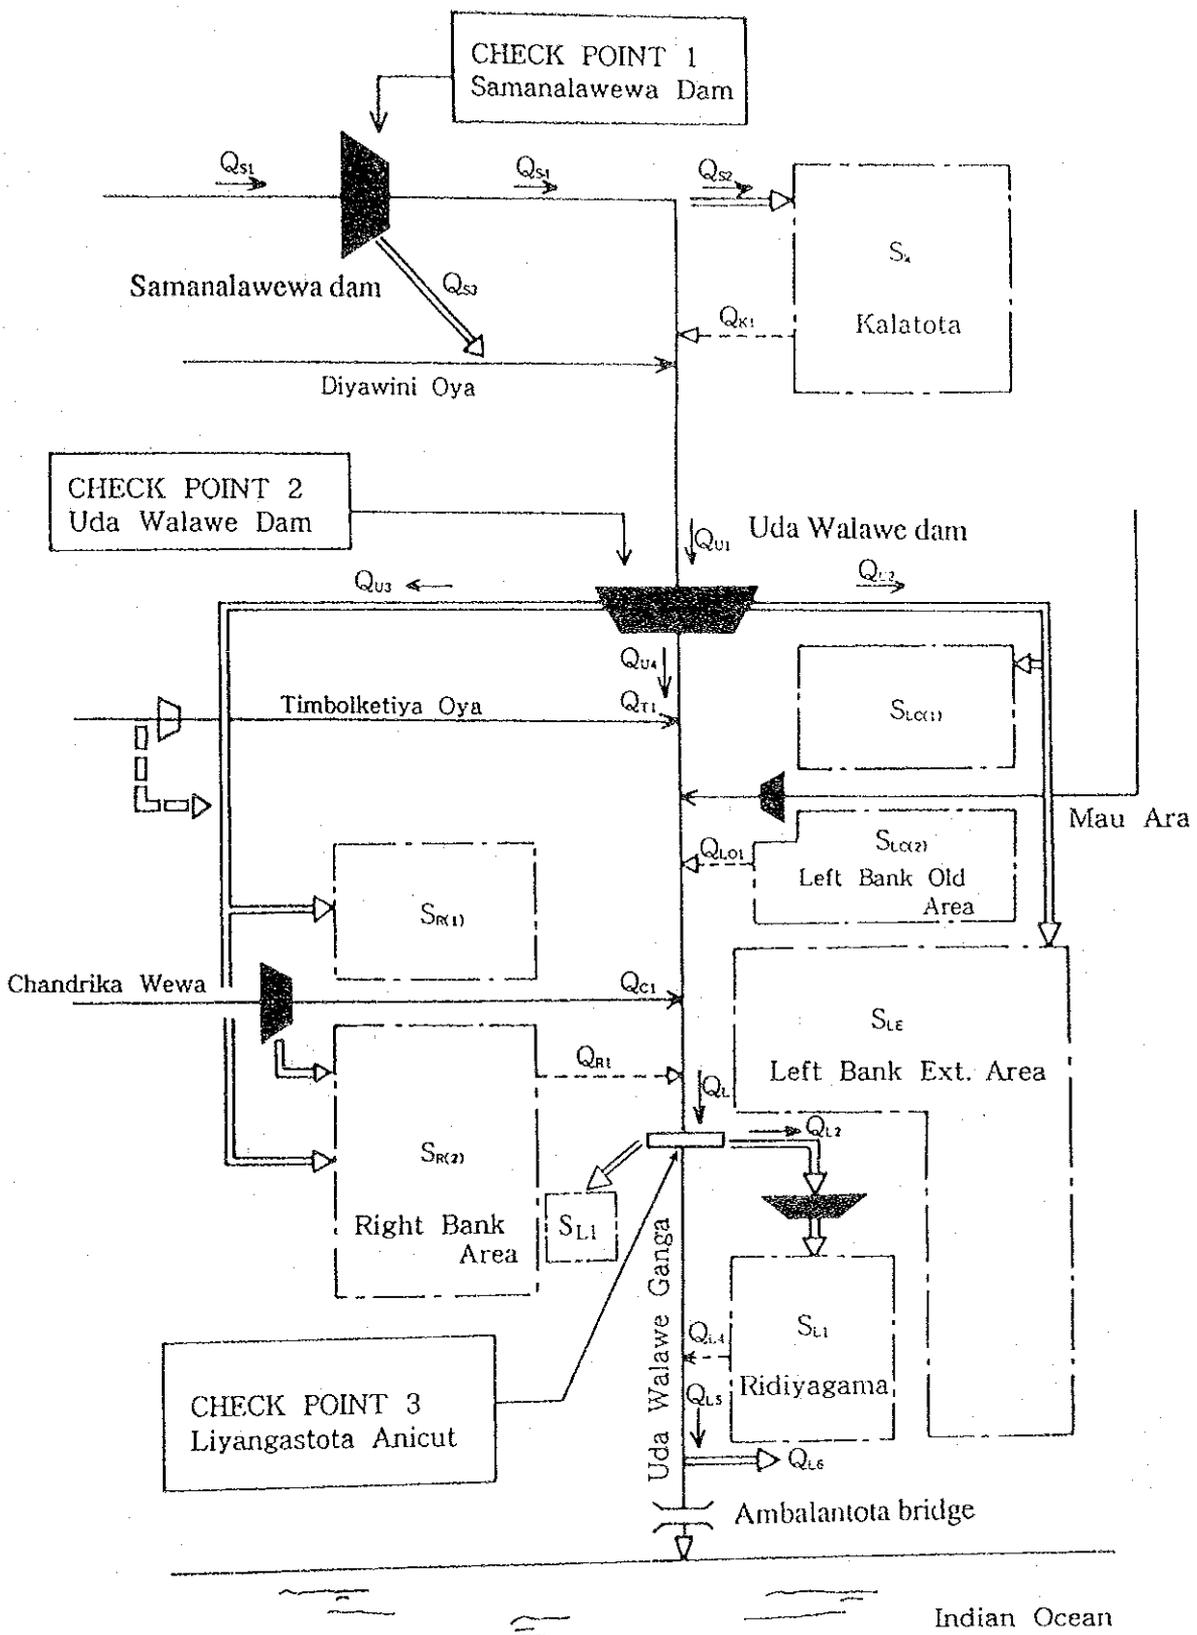 CHECK POINT 1
Samanalawewa Dam
QS1
QS4
QS2
SK
Samanalawewa dam
QS3
QK1
Kalatota
Diyawini Oya
CHECK POINT 2
Uda Walawe Dam
QU1
Uda Walawe dam
QU3
QU2
QU4
Timbolketiya Oya
QT1
SLO(1)
Mau Ara
QLO1
SLO(2)
Left Bank Old
Area
SR(1)
Chandrika Wewa
QC1
SLE
Left Bank Ext. Area
QR1
QL
QL2
SR(2)
Right Bank
Area
SL1
Uda Walawe Ganga
QL4
SL1
Ridiyagama
QL5
CHECK POINT 3
Liyangastota Anicut
QL6
Ambalantota bridge
Indian Ocean